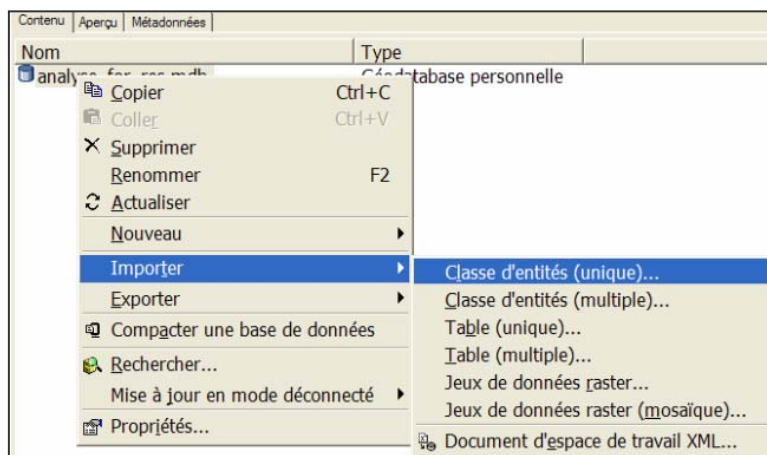 Contenu Aperçu Métadonnées
Nom Type
analyse_for_res.mdb Géodatabase personnelle
Copier Ctrl+C
Coller Ctrl+V
Supprimer
Renommer F2
Actualiser
Nouveau
Importer
Exporter
Compacter une base de données
Rechercher...
Mise à jour en mode déconnecté
Propriétés...
Classe d'entités (unique)...
Classe d'entités (multiple)...
Table (unique)...
Table (multiple)...
Jeux de données raster...
Jeux de données raster (mosaïque)...
Document d'espace de travail XML...